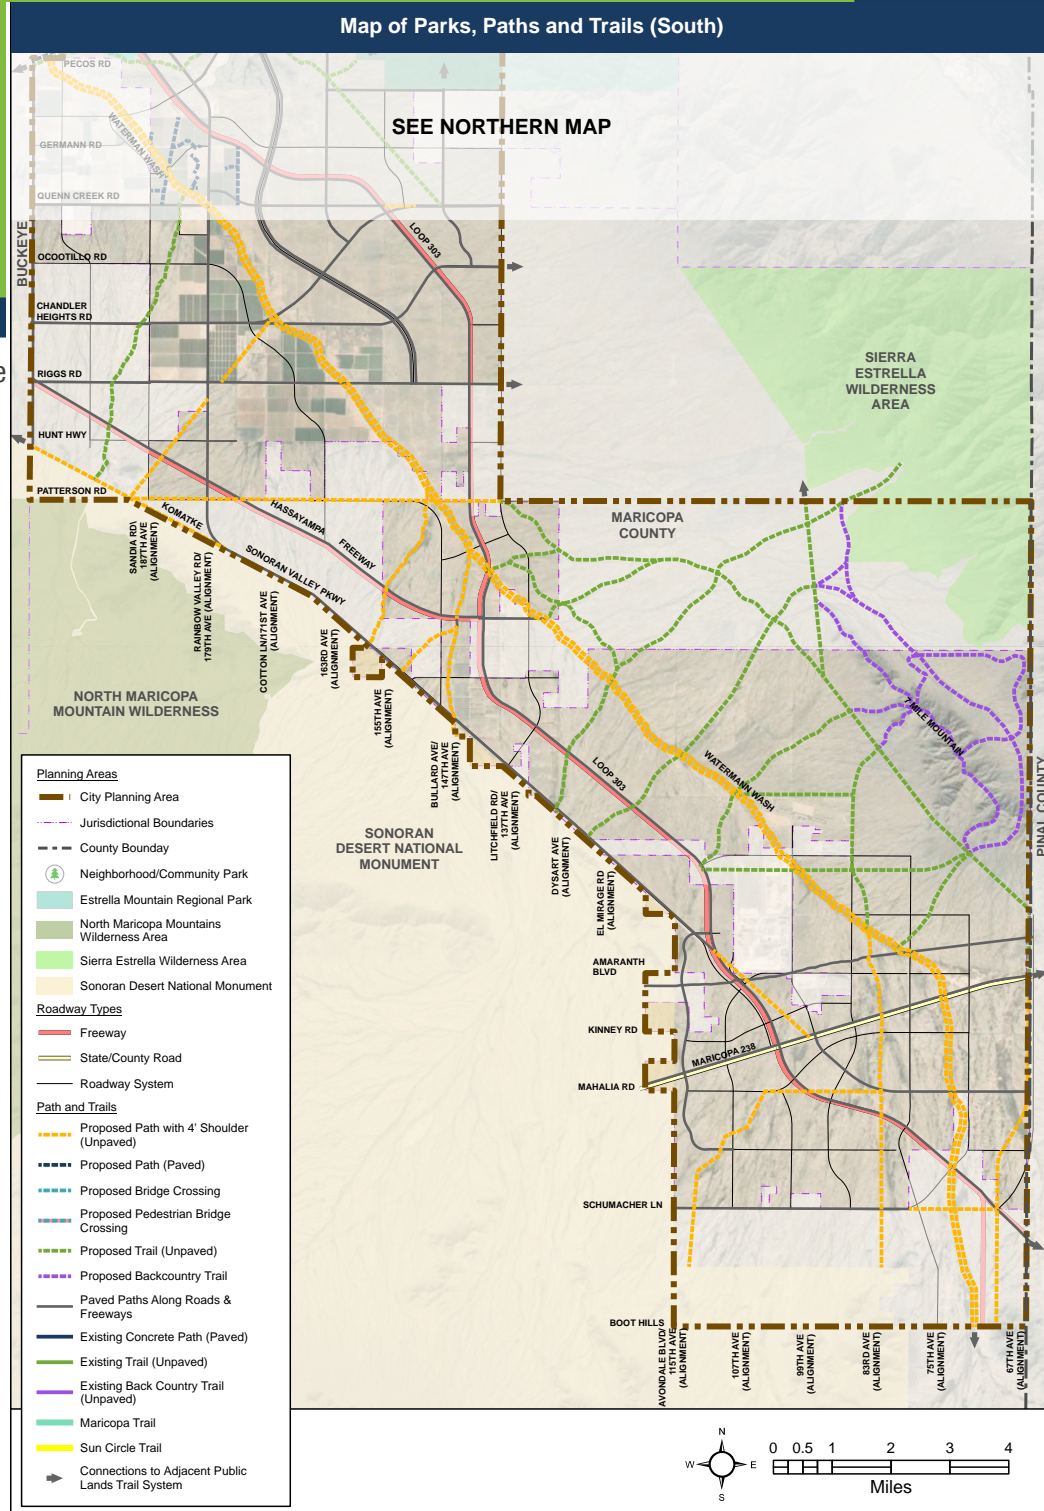 Map of Parks, Paths and Trails (South)
PECOS RD
SEE NORTHERN MAP
WATERMAN WASH
GERMANN RD
QUENN CREEK RD
BUCKEYE
LOOP 303
OCOOTILLO RD
CHANDLER
HEIGHTS RD
RIGGS RD
SIERRA
ESTRELLA
WILDERNESS
AREA
HUNT HWY
PATTERSON RD
KOMATKE
HASSAYAMPA
FREEWAY
SONORAN VALLEY PKWY
MARICOPA
COUNTY
SANDIA RD\
187TH AVE
(ALIGNMENT)
RAINBOW VALLEY RD/
179TH AVE (ALIGNMENT)
COTTON LN/171ST AVE
(ALIGNMENT)
163RD AVE
(ALIGNMENT)
155TH AVE
(ALIGNMENT)
BULLARD AVE/
147TH AVE
(ALIGNMENT)
LITCHFIELD RD/
137TH AVE
(ALIGNMENT)
DYSART AVE
(ALIGNMENT)
EL MIRAGE RD
(ALIGNMENT)
NORTH MARICOPA
MOUNTAIN WILDERNESS
7 MILE MOUNTAIN
LOOP 303
WATERMANN WASH
PINAL COUNTY
SONORAN
DESERT NATIONAL
MONUMENT
AMARANTH
BLVD
KINNEY RD
MARICOPA 238
MAHALIA RD
SCHUMACHER LN
BOOT HILLS
AVONDALE BLVD/
115TH AVE
(ALIGNMENT)
107TH AVE
(ALIGNMENT)
99TH AVE
(ALIGNMENT)
83RD AVE
(ALIGNMENT)
75TH AVE
(ALIGNMENT)
67TH AVE
(ALIGNMENT)
Planning Areas
City Planning Area
Jurisdictional Boundaries
County Bounday
Neighborhood/Community Park
Estrella Mountain Regional Park
North Maricopa Mountains
Wilderness Area
Sierra Estrella Wilderness Area
Sonoran Desert National Monument
Roadway Types
Freeway
State/County Road
Roadway System
Path and Trails
Proposed Path with 4' Shoulder
(Unpaved)
Proposed Path (Paved)
Proposed Bridge Crossing
Proposed Pedestrian Bridge
Crossing
Proposed Trail (Unpaved)
Proposed Backcountry Trail
Paved Paths Along Roads &
Freeways
Existing Concrete Path (Paved)
Existing Trail (Unpaved)
Existing Back Country Trail
(Unpaved)
Maricopa Trail
Sun Circle Trail
Connections to Adjacent Public
Lands Trail System
N
W E
S
0 0.5 1 2 3 4
Miles